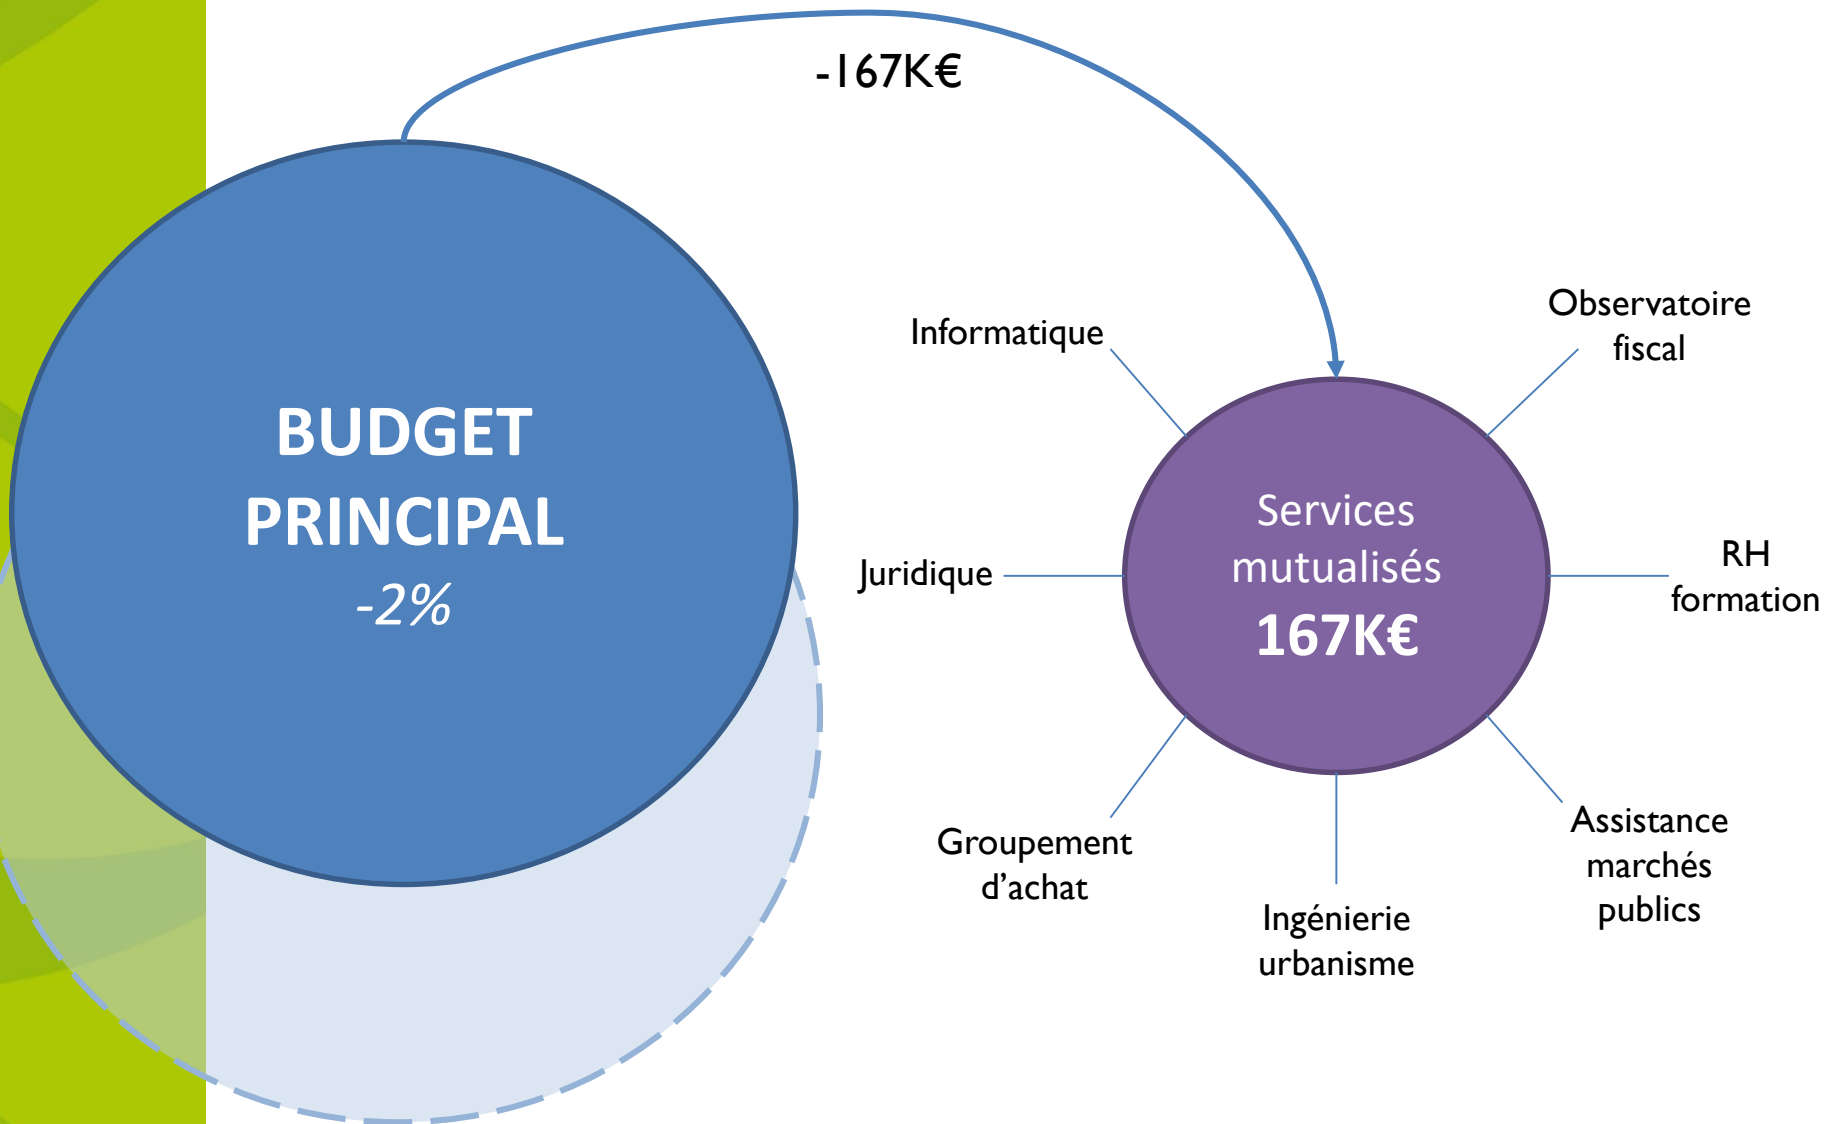 -167K€
BUDGET
PRINCIPAL
-2%
Informatique
Observatoire
fiscal
Juridique
Services
mutualisés
167K€
RH
formation
Groupement
d’achat
Ingénierie
urbanisme
Assistance
marchés
publics